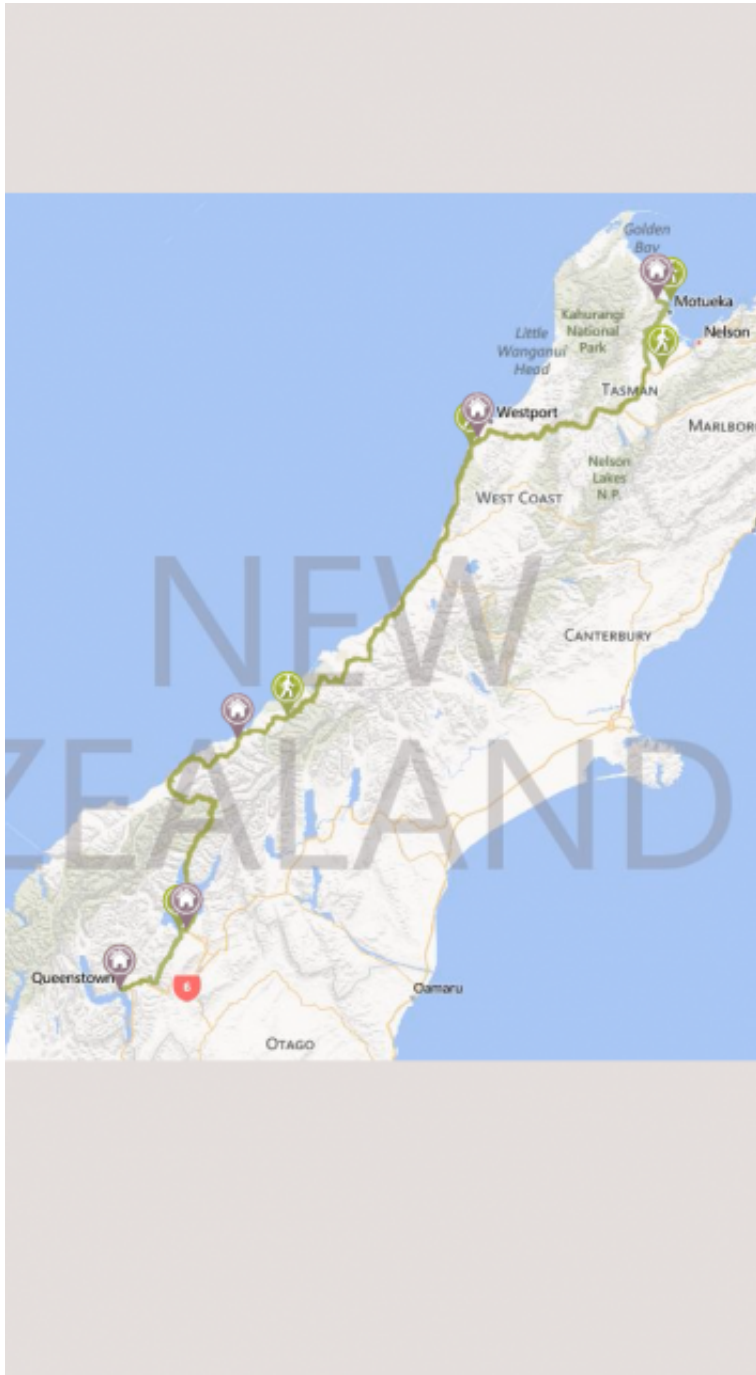 Golden
Bay
Motueka
Kahurangi
National
Park
Nelson
Little
Wanganui
Head
TASMAN
Westport
MARLBOR
Nelson
Lakes
N.P.
WEST COAST
NEW
CANTERBURY
ZEALAND
Queenstown
6
Oamaru
OTAGO